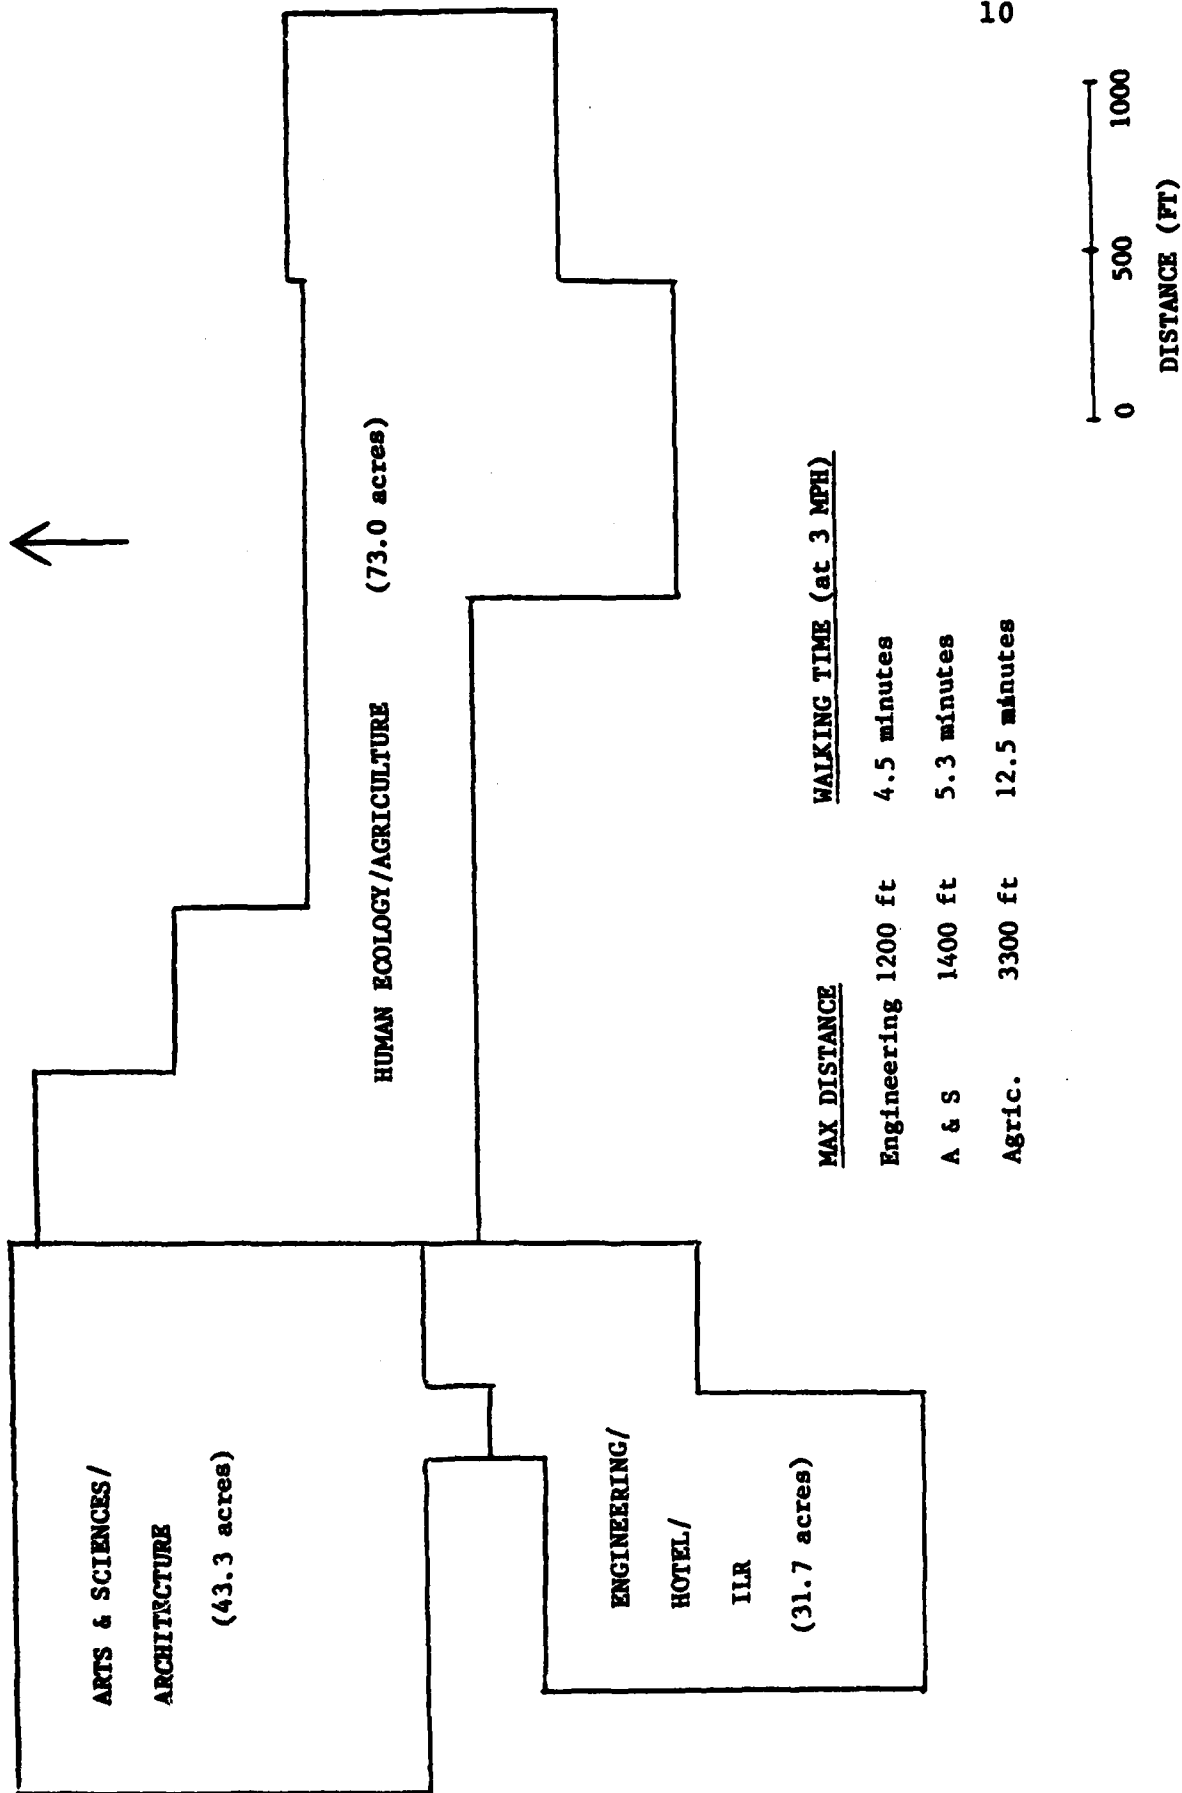 10
ARTS & SCIENCES/
ARCHITECTURE
(43.3 acres)
HUMAN ECOLOGY/AGRICULTURE (73.0 acres)
ENGINEERING/
HOTEL/
ILR
(31.7 acres)
MAX DISTANCE WALKING TIME (at 3 MPH)
Engineering 1200 ft 4.5 minutes
A & S 1400 ft 5.3 minutes
Agric. 3300 ft 12.5 minutes
0 500 1000
DISTANCE (FT)